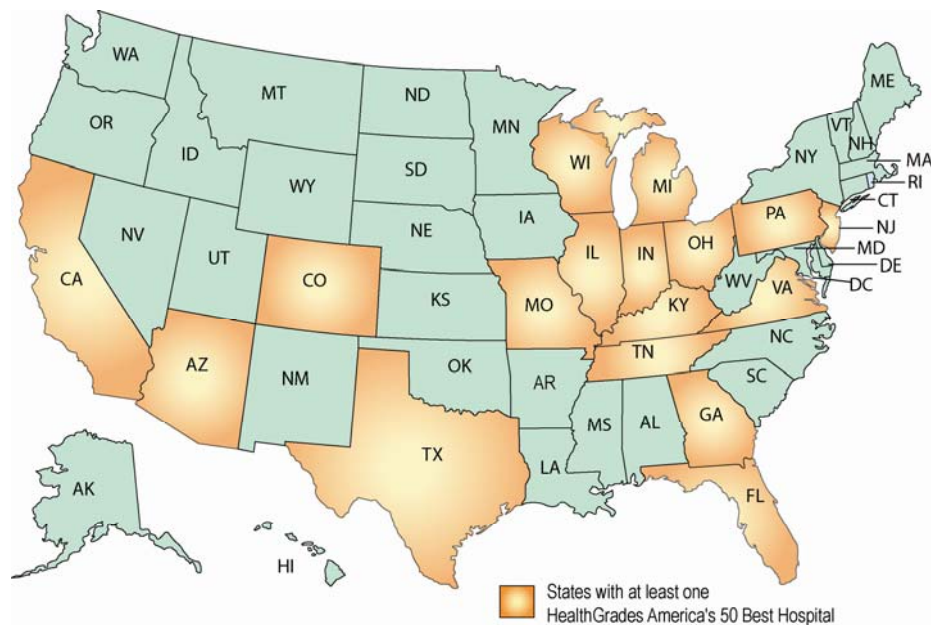 WA
MT
ND
MN
ME
OR
ID
SD
WI
VT
NH
NY
MA
WY
MI
RI
CT
IA
PA
NJ
NE
NV
UT
OH
MD
IL
IN
DE
CA
CO
WV
VA
DC
KS
MO
KY
AZ
OK
TN
NC
NM
AR
SC
MS
AL
GA
TX
LA
AK
FL
HI
States with at least one
HealthGrades America's 50 Best Hospital